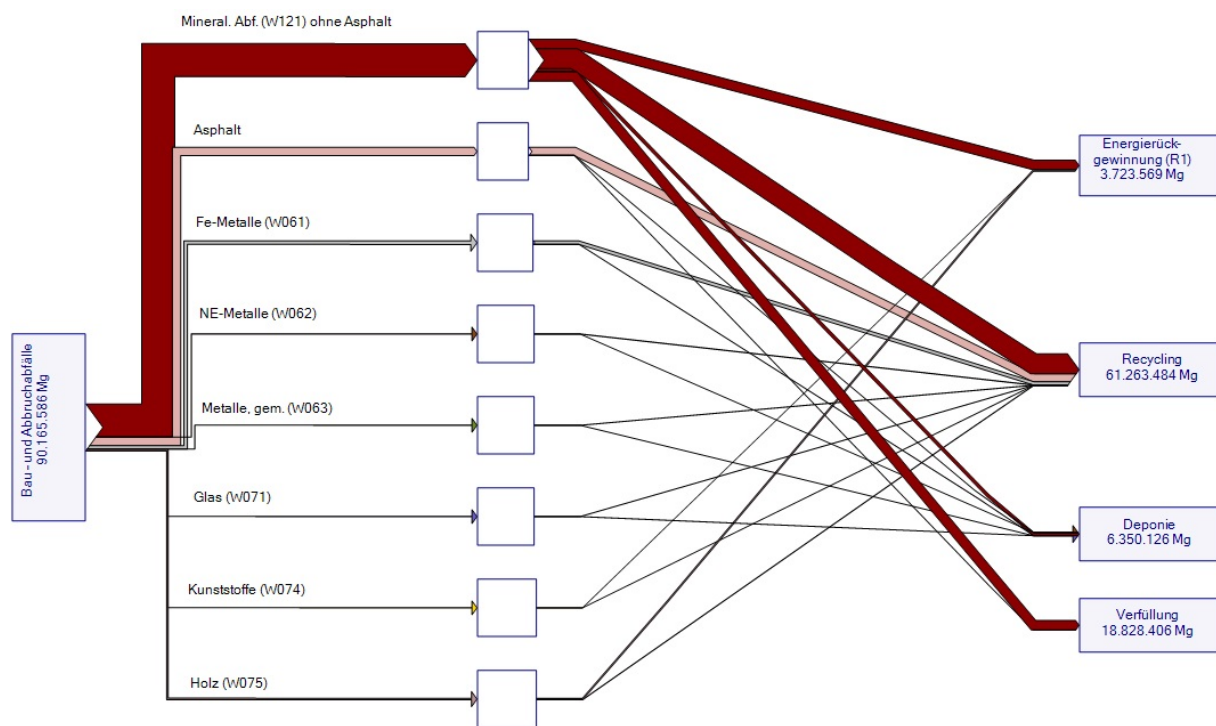 Mineral. Abf. (W121) ohne Asphalt
Asphalt
Fe-Metalle (W061)
NE-Metalle (W062)
Metalle, gem. (W063)
Glas (W071)
Kunststoffe (W074)
Holz (W075)
Bau - und Abbruchabfälle
90.165.586 Mg
Energierück-
gewinnung (R1)
3.723.569 Mg
Recycling
61.263.484 Mg
Deponie
6.350.126 Mg
Verfüllung
18.828.406 Mg